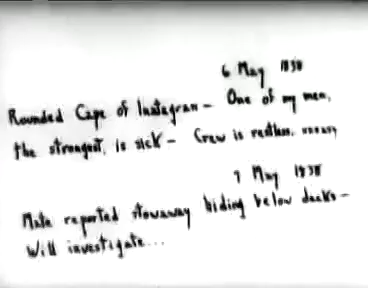 6 May 1838
Rounded Cape of Instagran — One of my men,
the strongest, is sick — Crew is restless, uneasy
7 May 1838
Mate reported stowaway hiding below decks —
Will investigate...